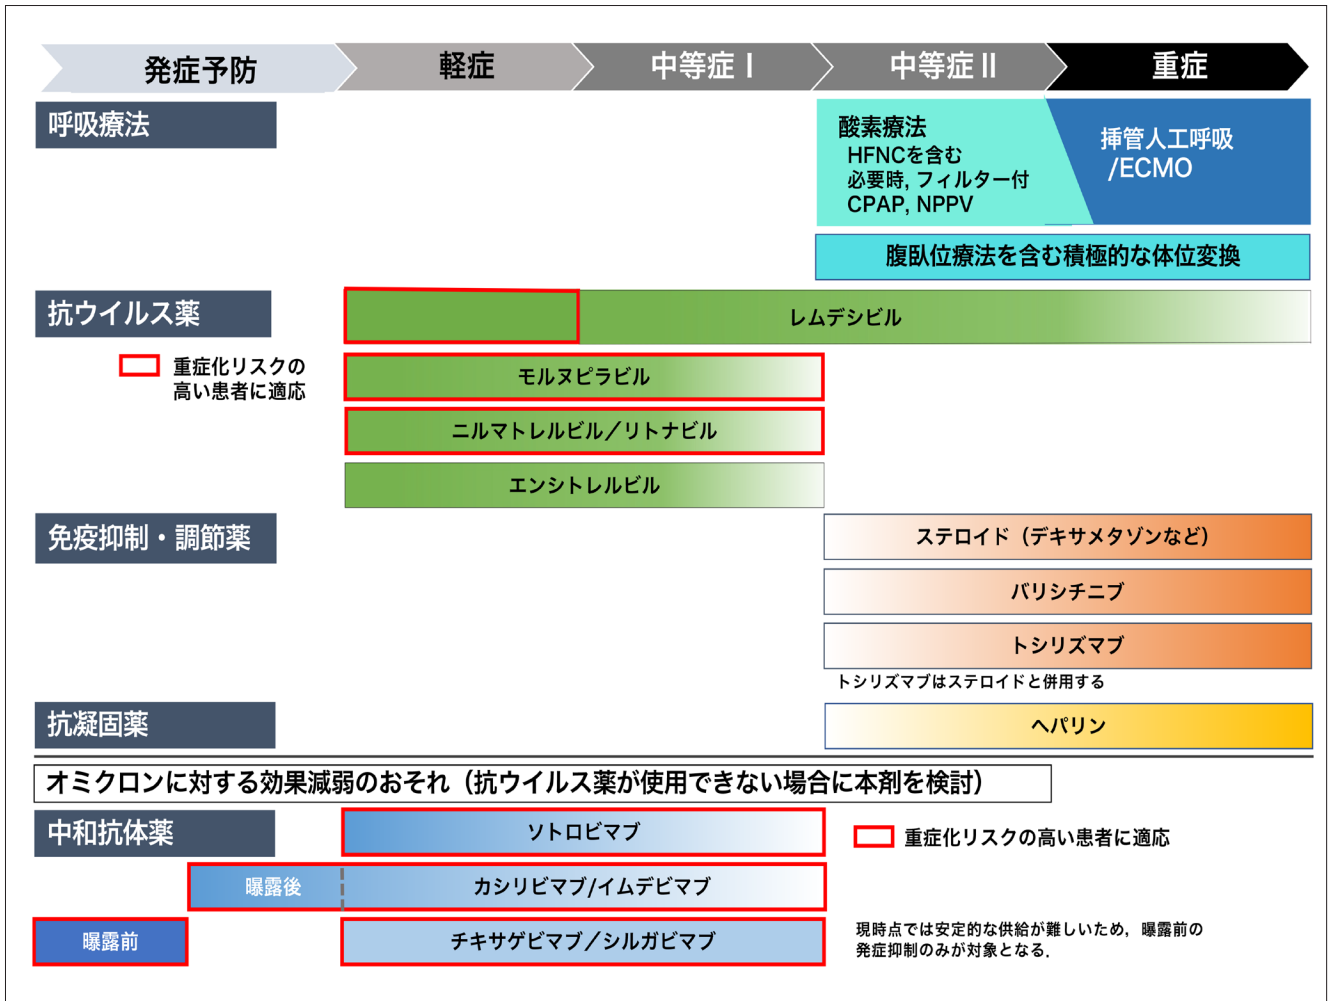 発症予防
軽症
中等症Ⅰ
中等症Ⅱ
重症
呼吸療法
酸素療法
HFNCを含む
必要時, フィルター付
CPAP, NPPV
挿管人工呼吸
/ECMO
腹臥位療法を含む積極的な体位変換
抗ウイルス薬
レムデシビル
重症化リスクの
高い患者に適応
モルヌピラビル
ニルマトレルビル／リトナビル
エンシトレルビル
免疫抑制・調節薬
ステロイド（デキサメタゾンなど）
バリシチニブ
トシリズマブ
トシリズマブはステロイドと併用する
抗凝固薬
ヘパリン
オミクロンに対する効果減弱のおそれ（抗ウイルス薬が使用できない場合に本剤を検討）
中和抗体薬
ソトロビマブ
重症化リスクの高い患者に適応
曝露後
カシリビマブ/イムデビマブ
曝露前
チキサゲビマブ／シルガビマブ
現時点では安定的な供給が難しいため，曝露前の
発症抑制のみが対象となる．